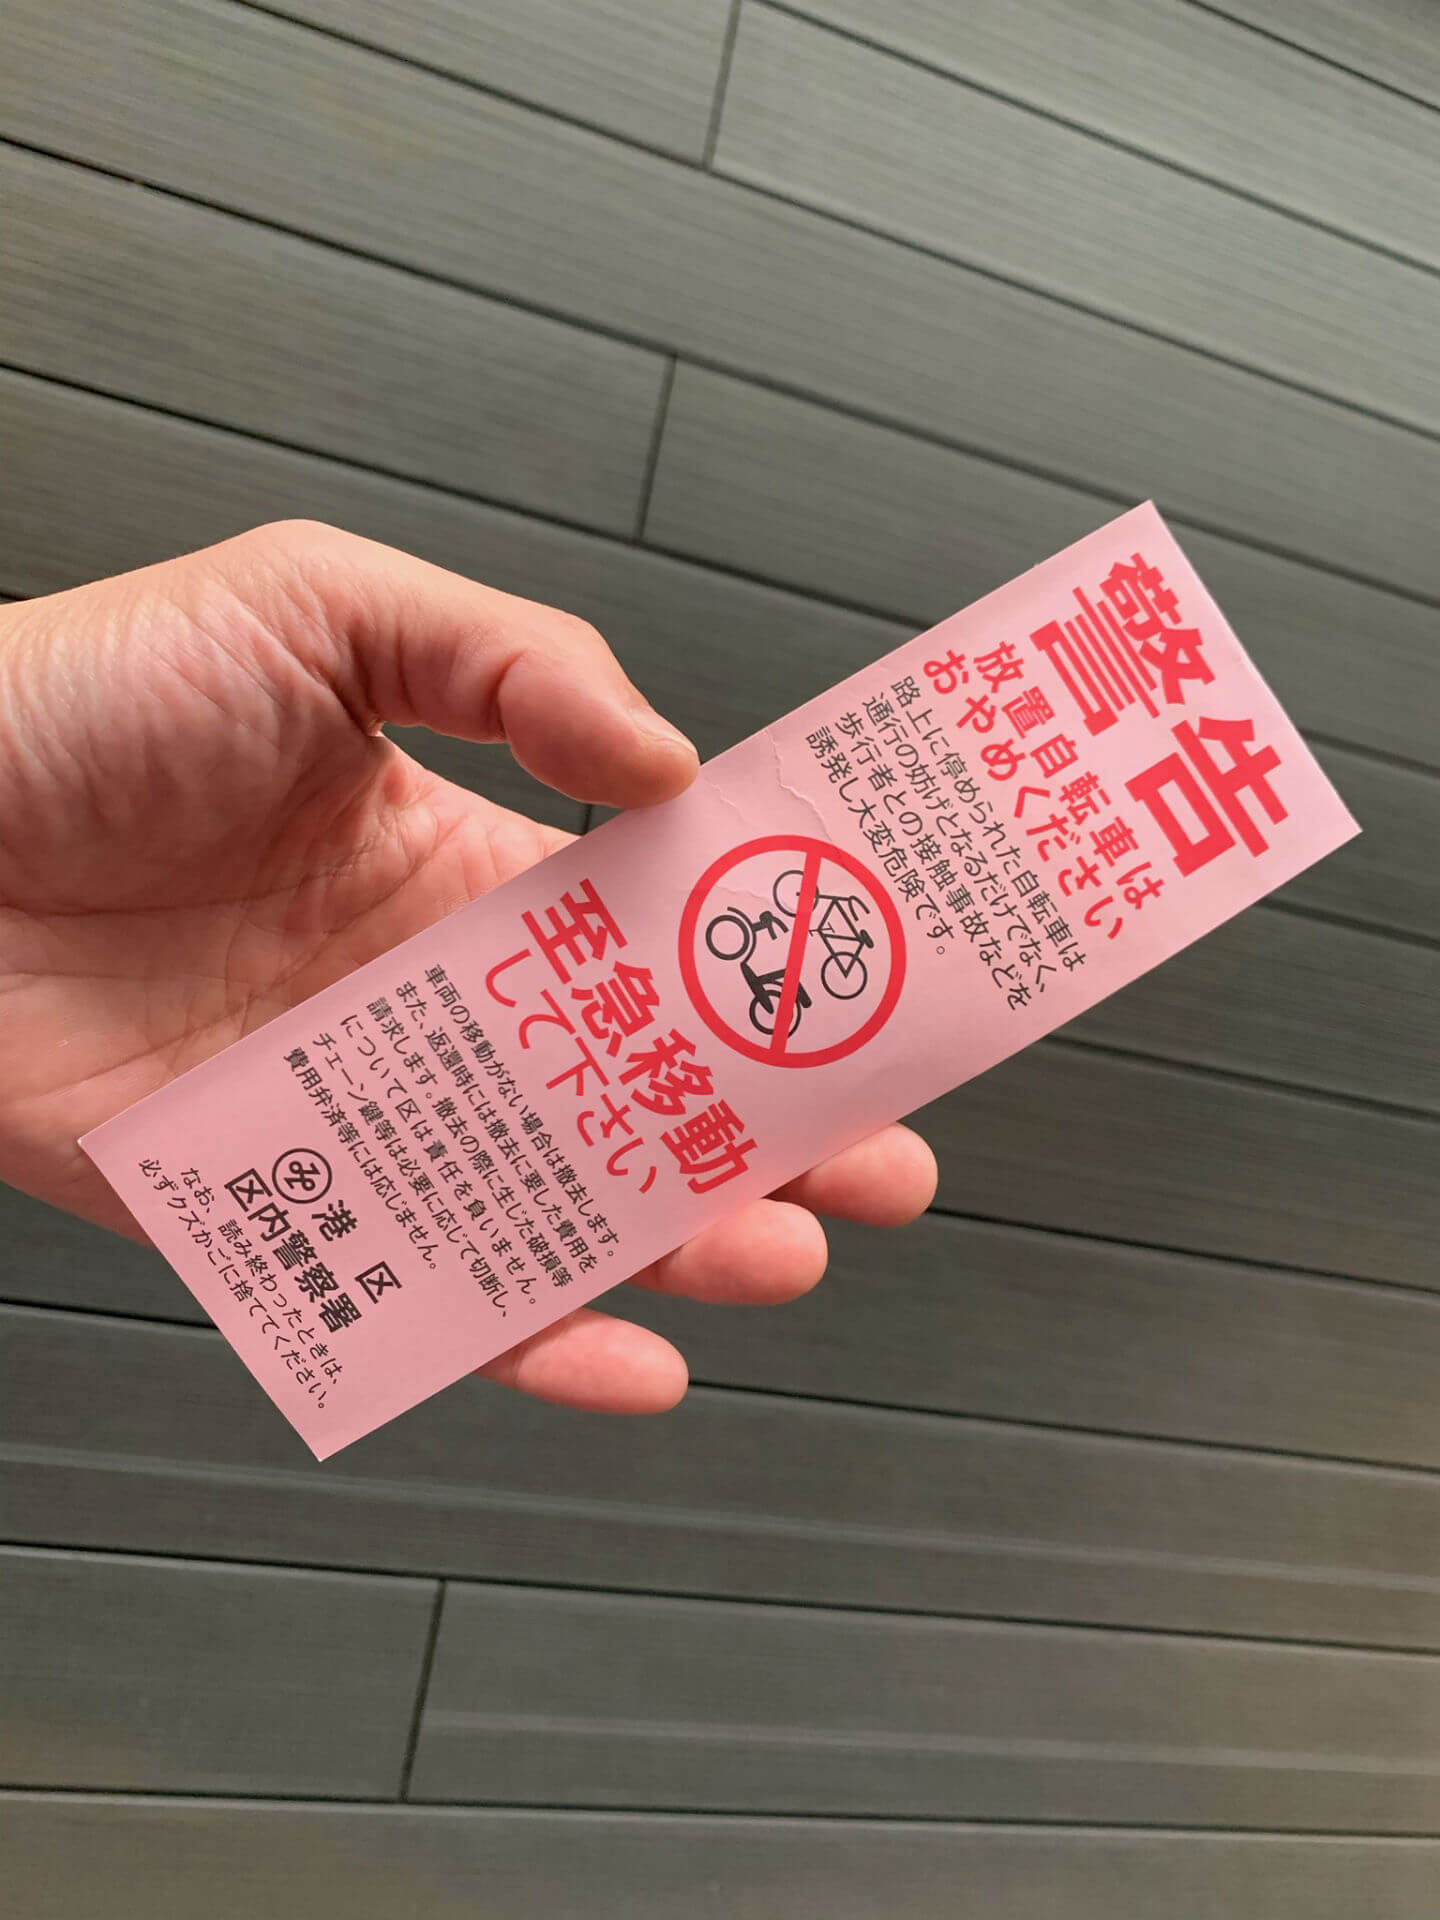 警告
放置自転車は
おやめください
路上に停められた自転車は
通行の妨げとなるだけでなく、
歩行者との接触事故などを
誘発し大変危険です。
至急移動
して下さい
車両の移動がない場合は撤去します。
また、返還時には撤去に要した費用を
請求します。撤去の際に生じた破損等
について区は責任を負いません。
チェーン鍵等は必要に応じて切断し、
費用弁済等には応じません。
港 区
区内警察署
なお、読み終わったときは、
必ずクズかごに捨ててください。